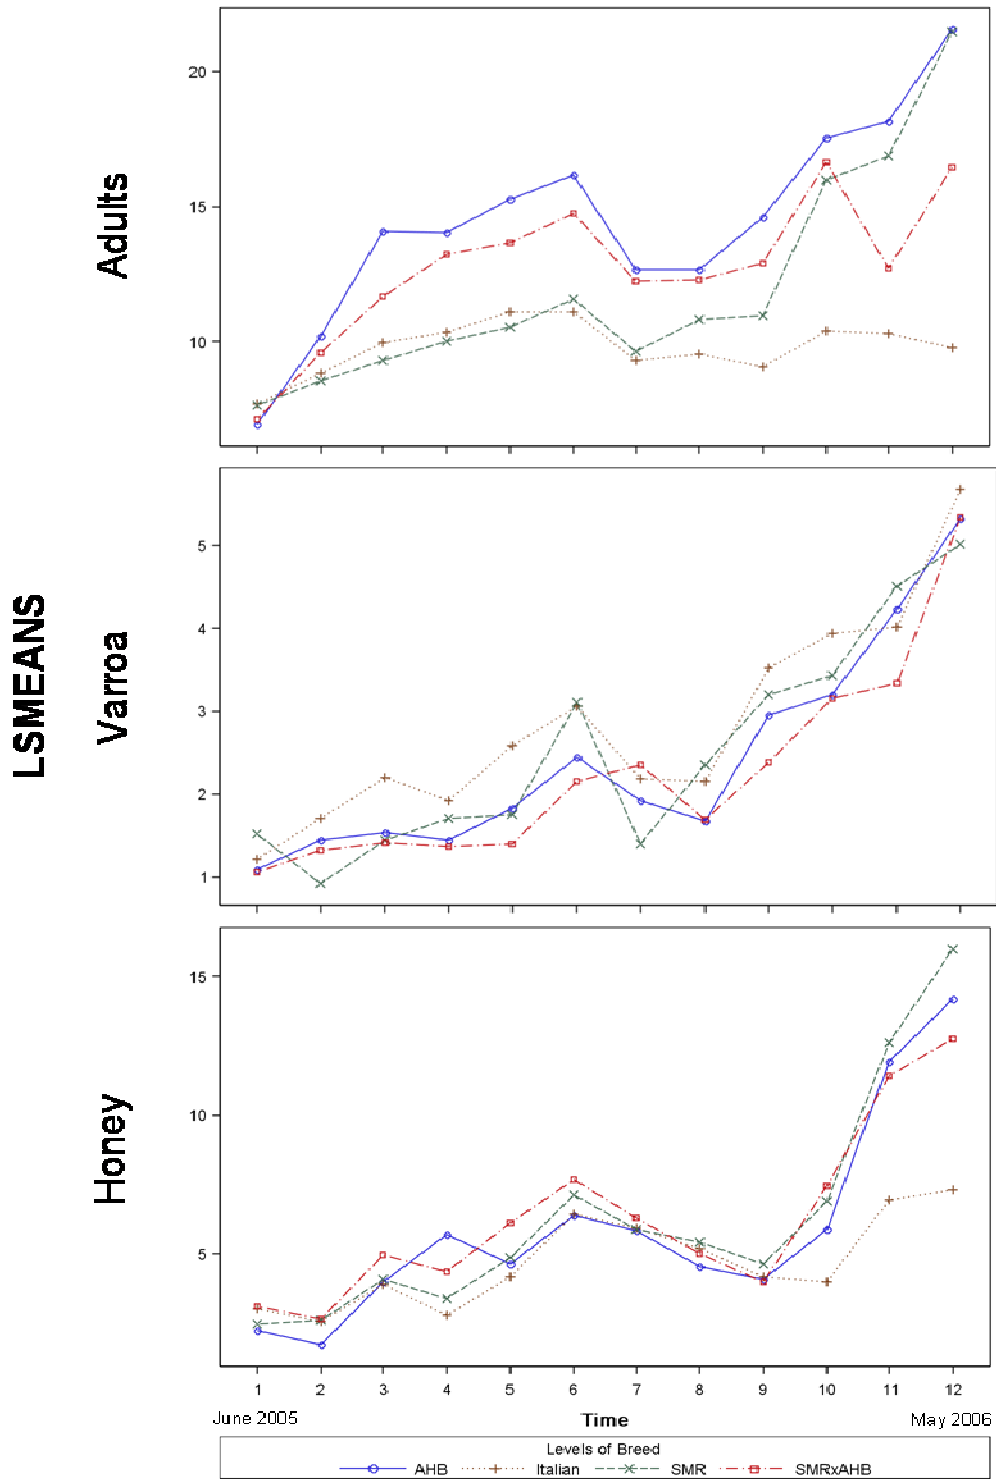 LSMEANS
Adults
20
15
10
Varroa
5
4
3
2
1
Honey
15
10
5
1 2 3 4 5 6 7 8 9 10 11 12
June 2005 Time May 2006
Levels of Breed
AHB Italian SMR SMRxAHB